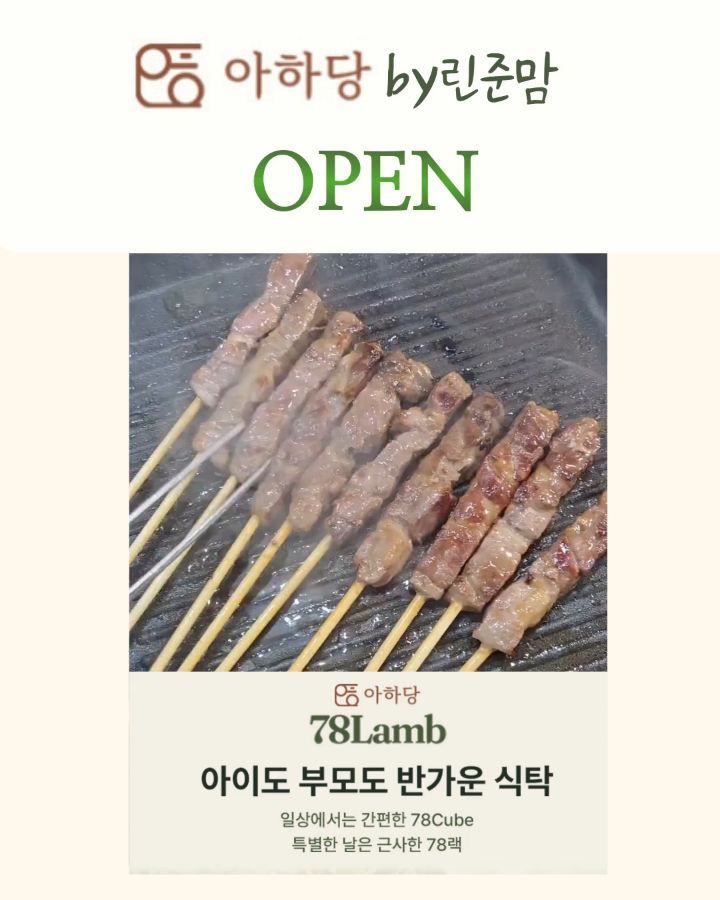 아하당 by린준맘
OPEN
아하당
78Lamb
아이도 부모도 반가운 식탁
일상에서는 간편한 78Cube
특별한 날은 근사한 78랙